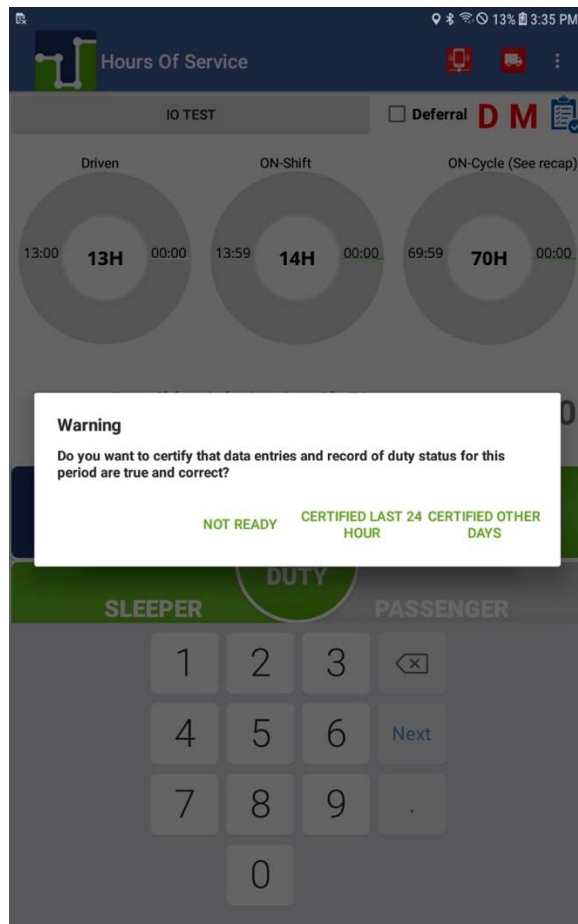 13% 3:35 PM
Hours Of Service
IO TEST
Deferral D M
Driven ON-Shift ON-Cycle (See recap)
13:00 13H 00:00 13:59 14H 00:00 69:59 70H 00:00
0
Warning
Do you want to certify that data entries and record of duty status for this
period are true and correct?
NOT READY CERTIFIED LAST 24 HOUR CERTIFIED OTHER DAYS
DUTY
SLEEPER PASSENGER
1 2 3
4 5 6 Next
7 8 9 .
0